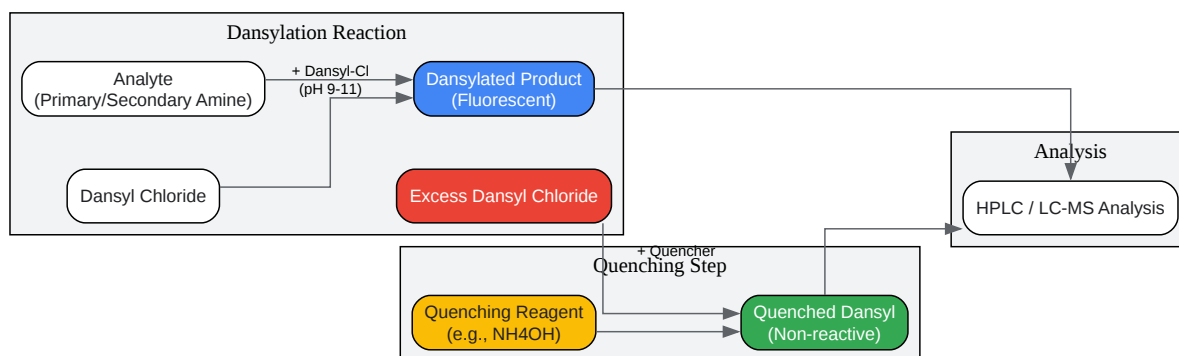 Dansylation Reaction
Analyte
(Primary/Secondary Amine)
+ Dansyl-Cl
(pH 9-11)
Dansylated Product
(Fluorescent)
Dansyl Chloride
Excess Dansyl Chloride
Analysis
HPLC / LC-MS Analysis
+ Quencher
Quenching Step
Quenching Reagent
(e.g., NH4OH)
Quenched Dansyl
(Non-reactive)